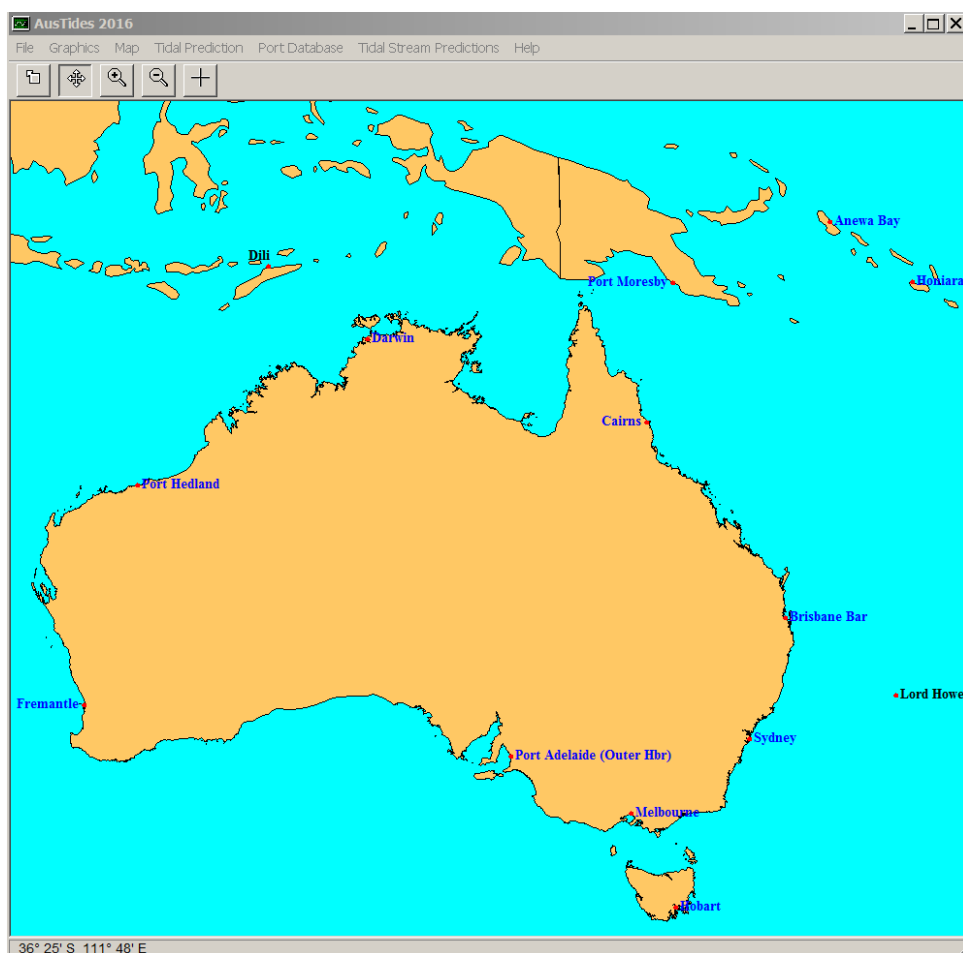 AusTides 2016
File Graphics Map Tidal Prediction Port Database Tidal Stream Predictions Help
Anewa Bay
Dili
Port Moresby
Honiara
Darwin
Cairns
Port Hedland
Brisbane Bar
Lord Howe
Fremantle
Sydney
Port Adelaide (Outer Hbr)
Melbourne
Hobart
36° 25' S 111° 48' E